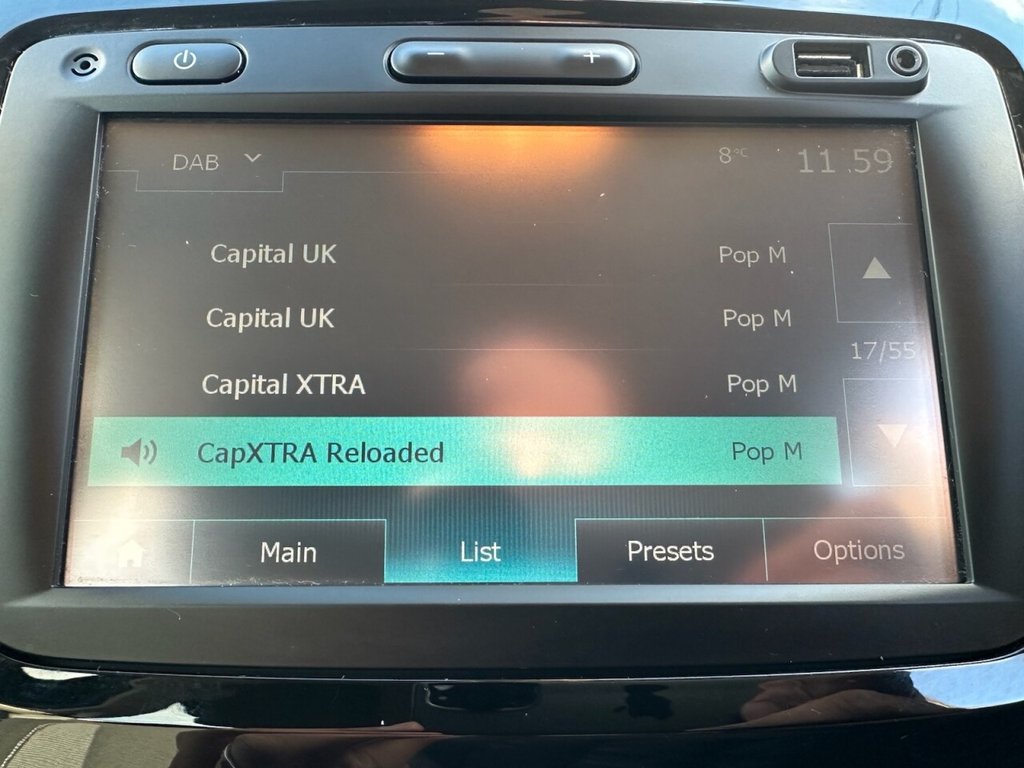 − +
DAB 8°C 11:59
Capital UK Pop M
Capital UK Pop M
17/55
Capital XTRA Pop M
CapXTRA Reloaded Pop M
Main List Presets Options